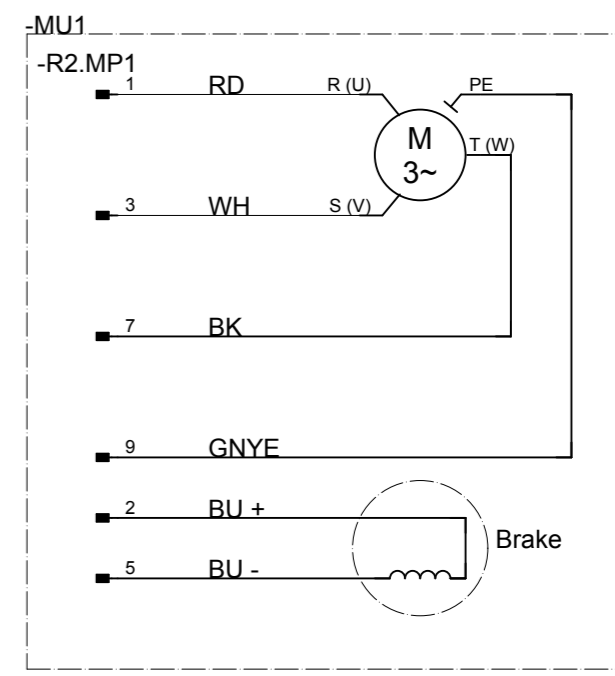 -MU1
-R2.MP1
1 RD R (U) PE
M
3~
T (W)
3 WH S (V)
7 BK
9 GNYE
2 BU +
Brake
5 BU -